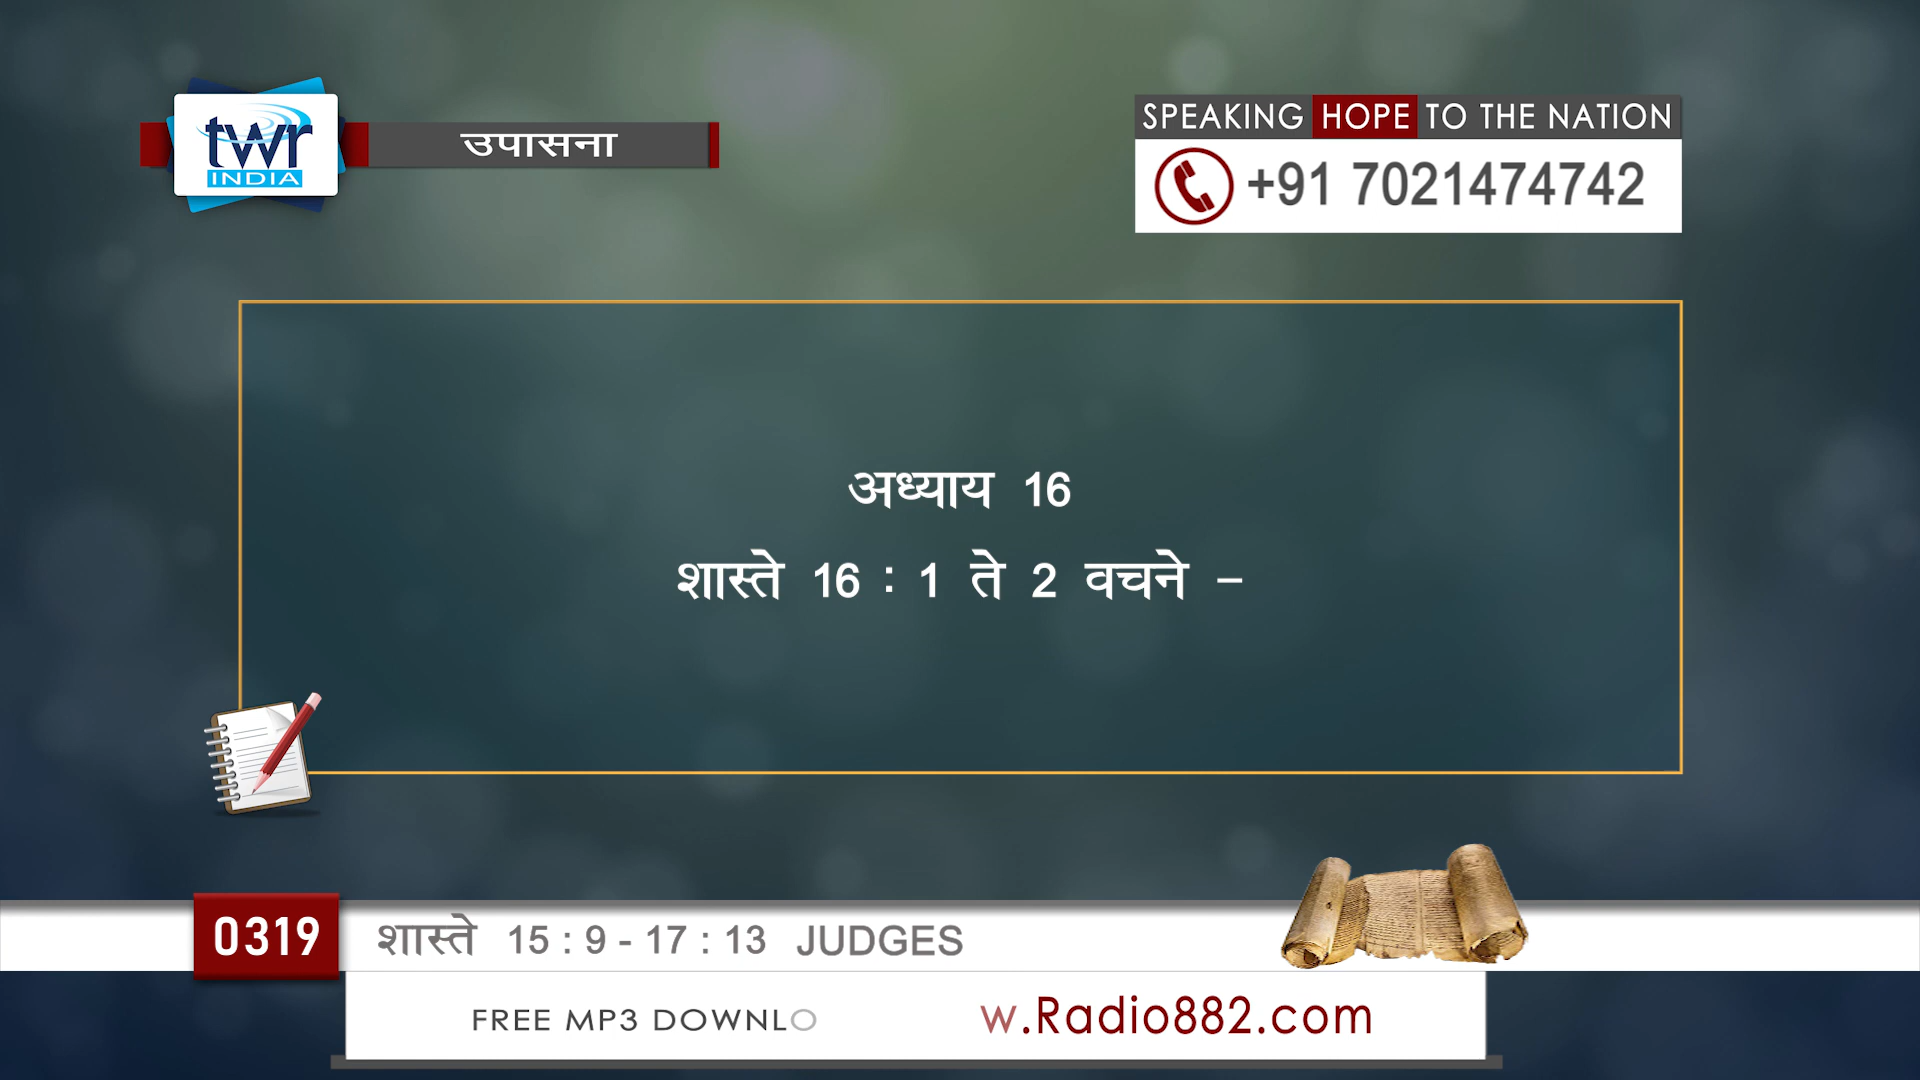 twr
INDIA
उपासना
SPEAKING HOPE TO THE NATION
+91 7021474742
अध्याय 16
शास्ते 16 : 1 ते 2 वचने –
0319
शास्ते 15 : 9 - 17 : 13 JUDGES
FREE MP3 DOWNLO
w.Radio882.com